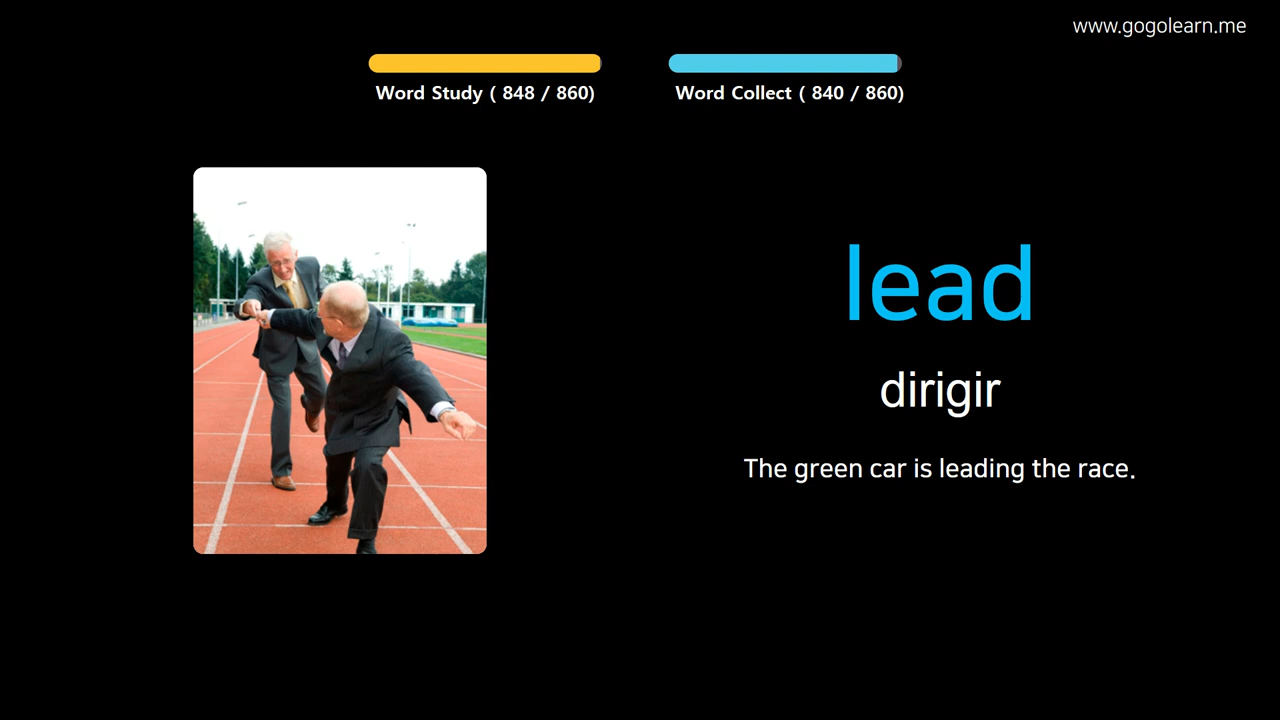 www.gogolearn.me
Word Study ( 848 / 860)
Word Collect ( 840 / 860)
lead
dirigir
The green car is leading the race.